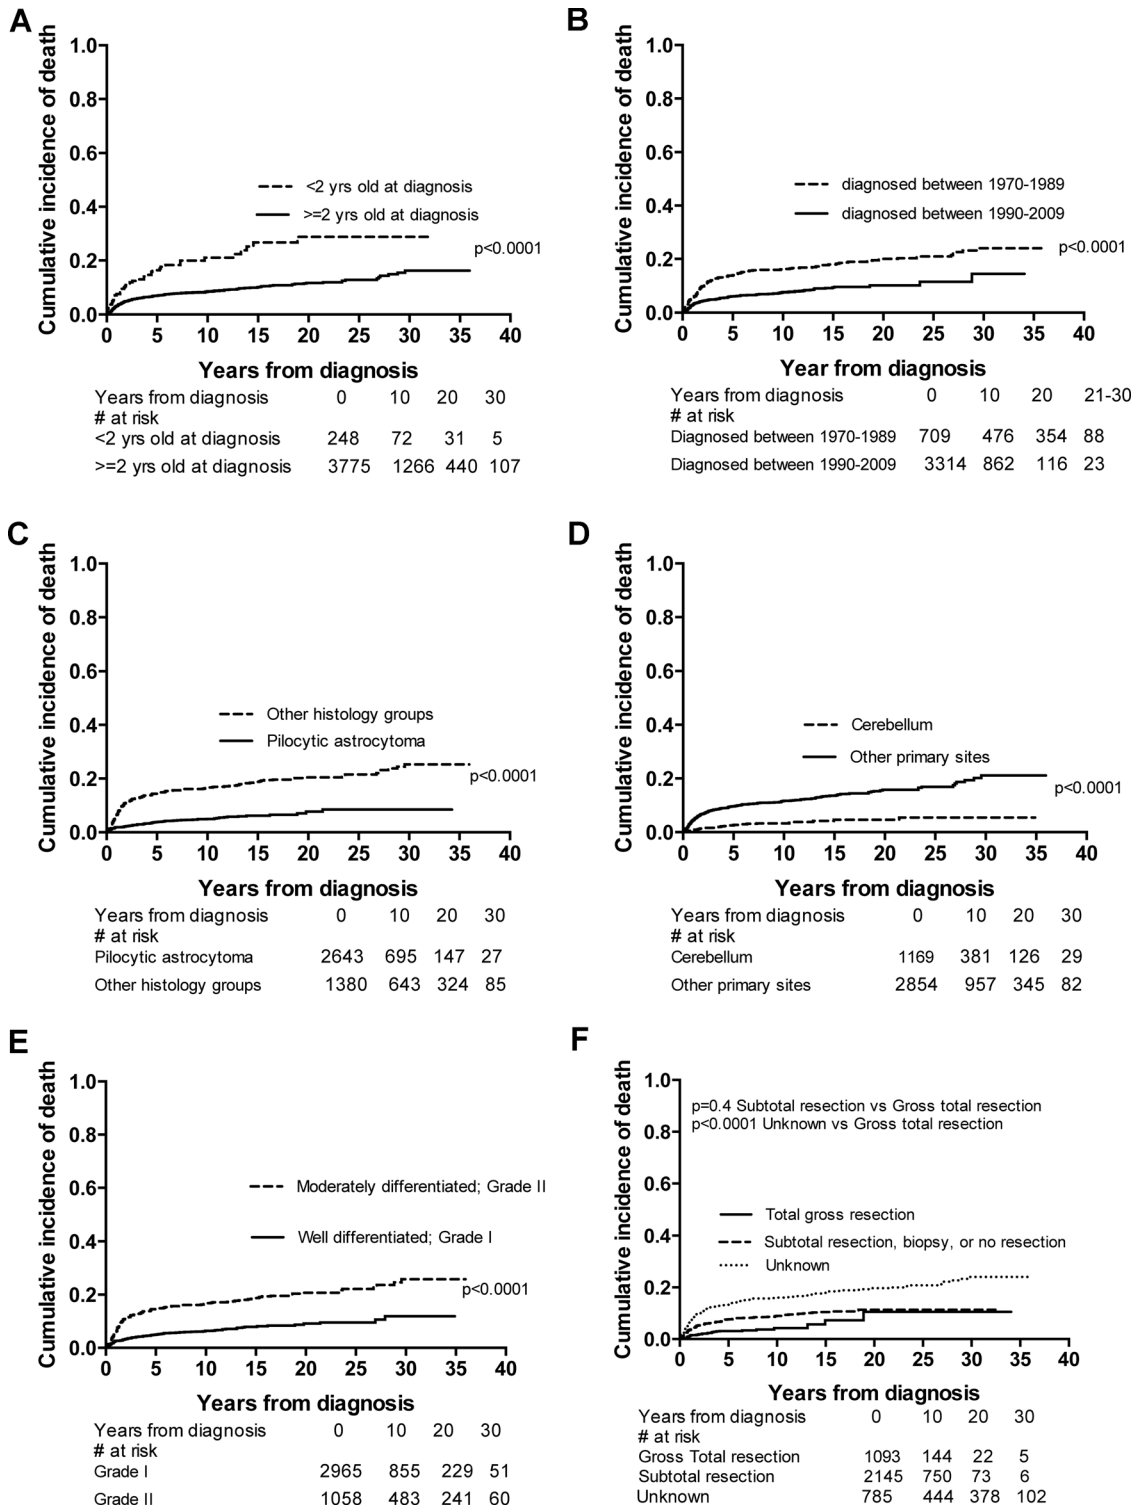 A
Cumulative incidence of death
1.0
0.8
0.6
0.4
0.2
0.0
<2 yrs old at diagnosis
>=2 yrs old at diagnosis
p<0.0001
0 5 10 15 20 25 30 35 40
Years from diagnosis
Years from diagnosis 0 10 20 30
# at risk
<2 yrs old at diagnosis 248 72 31 5
>=2 yrs old at diagnosis 3775 1266 440 107
B
Cumulative incidence of death
1.0
0.8
0.6
0.4
0.2
0.0
diagnosed between 1970-1989
diagnosed between 1990-2009
p<0.0001
0 5 10 15 20 25 30 35 40
Year from diagnosis
Years from diagnosis 0 10 20 21-30
# at risk
Diagnosed between 1970-1989 709 476 354 88
Diagnosed between 1990-2009 3314 862 116 23
C
Cumulative incidence of death
1.0
0.8
0.6
0.4
0.2
0.0
Other histology groups
Pilocytic astrocytoma
p<0.0001
0 5 10 15 20 25 30 35 40
Years from diagnosis
Years from diagnosis 0 10 20 30
# at risk
Pilocytic astrocytoma 2643 695 147 27
Other histology groups 1380 643 324 85
D
Cumulative incidence of death
1.0
0.8
0.6
0.4
0.2
0.0
Cerebellum
Other primary sites
p<0.0001
0 5 10 15 20 25 30 35 40
Years from diagnosis
Years from diagnosis 0 10 20 30
# at risk
Cerebellum 1169 381 126 29
Other primary sites 2854 957 345 82
E
Cumulative incidence of death
1.0
0.8
0.6
0.4
0.2
0.0
Moderately differentiated; Grade II
Well differentiated; Grade I
p<0.0001
0 5 10 15 20 25 30 35 40
Years from diagnosis
Years from diagnosis 0 10 20 30
# at risk
Grade I 2965 855 229 51
Grade II 1058 483 241 60
F
Cumulative incidence of death
1.0
0.8
0.6
0.4
0.2
0.0
p=0.4 Subtotal resection vs Gross total resection
p<0.0001 Unknown vs Gross total resection
Total gross resection
Subtotal resection, biopsy, or no resection
Unknown
0 5 10 15 20 25 30 35 40
Years from diagnosis
Years from diagnosis 0 10 20 30
# at risk
Gross Total resection 1093 144 22 5
Subtotal resection 2145 750 73 6
Unknown 785 444 378 102